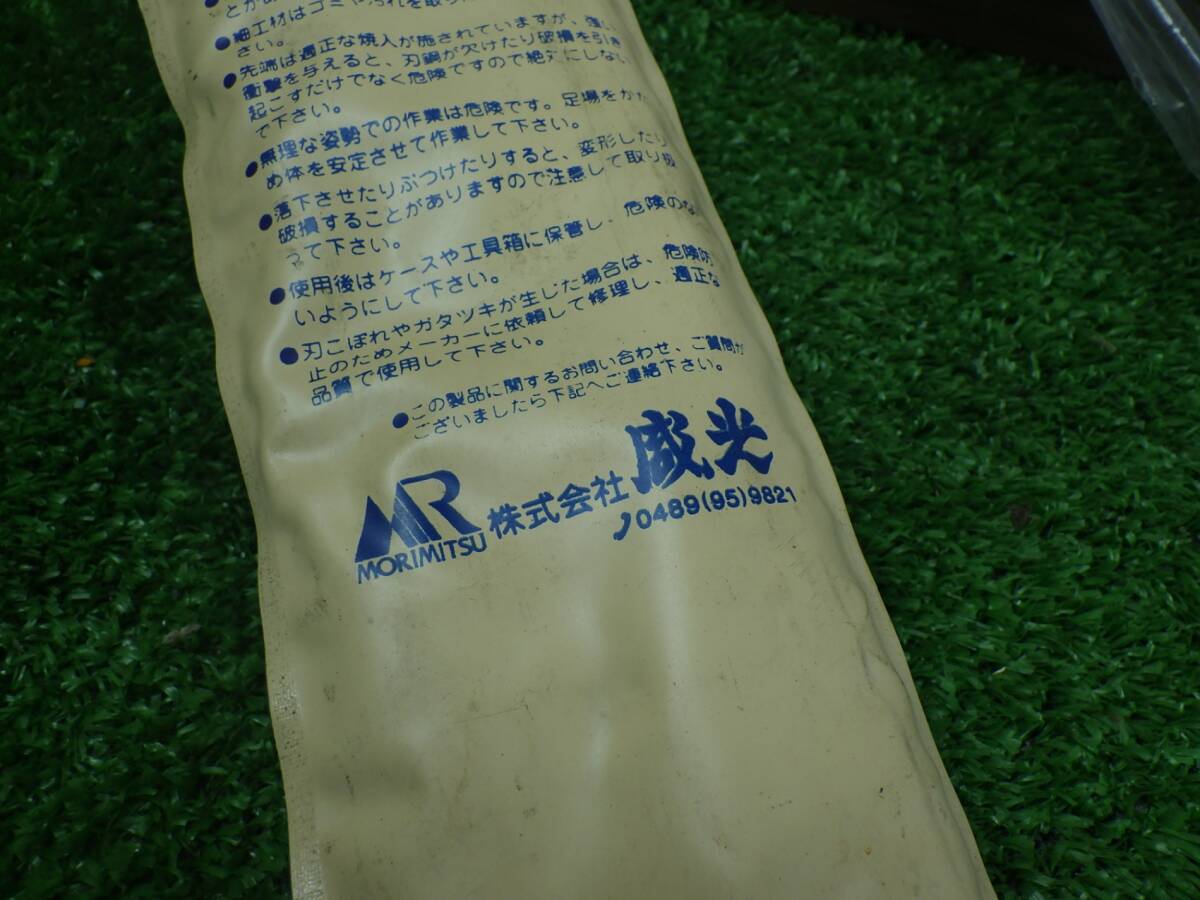 ●細工材はゴミや汚れを取り
さい。
●先端は適正な焼入が施されていますが、強い
衝撃を与えると、刃鋼が欠けたり破損を引き
起こすだけでなく危険ですので絶対にしない
で下さい。
●無理な姿勢での作業は危険です。足場をかた
め体を安定させて作業して下さい。
●落下させたりぶつけたりすると、変形したり
破損することがありますので注意して取り扱
って下さい。
●使用後はケースや工具箱に保管し、危険のな
いようにして下さい。
●刃こぼれやガタツキが生じた場合は、危険防
止のためメーカーに依頼して修理し、適正な
品質で使用して下さい。
●この製品に関するお問い合わせ、ご質問が
ございましたら下記へご連絡下さい。
MR
MORIMITSU
株式会社盛光
0489(95)9821